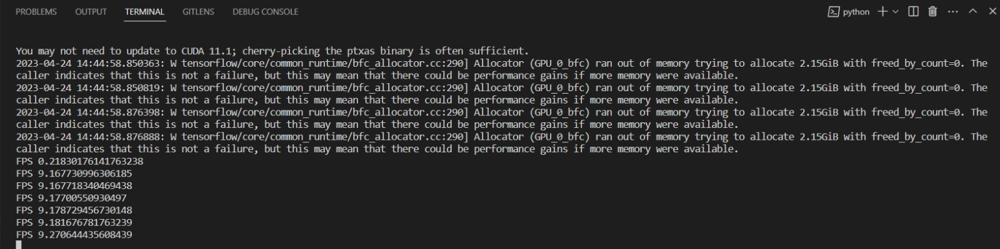 PROBLEMS OUTPUT TERMINAL GITLENS DEBUG CONSOLE python
You may not need to update to CUDA 11.1; cherry-picking the ptxas binary is often sufficient.
2023-04-24 14:44:58.850363: W tensorflow/core/common_runtime/bfc_allocator.cc:290] Allocator (GPU_0_bfc) ran out of memory trying to allocate 2.15GiB with freed_by_count=0. The
caller indicates that this is not a failure, but this may mean that there could be performance gains if more memory were available.
2023-04-24 14:44:58.850819: W tensorflow/core/common_runtime/bfc_allocator.cc:290] Allocator (GPU_0_bfc) ran out of memory trying to allocate 2.15GiB with freed_by_count=0. The
caller indicates that this is not a failure, but this may mean that there could be performance gains if more memory were available.
2023-04-24 14:44:58.876398: W tensorflow/core/common_runtime/bfc_allocator.cc:290] Allocator (GPU_0_bfc) ran out of memory trying to allocate 2.15GiB with freed_by_count=0. The
caller indicates that this is not a failure, but this may mean that there could be performance gains if more memory were available.
2023-04-24 14:44:58.876888: W tensorflow/core/common_runtime/bfc_allocator.cc:290] Allocator (GPU_0_bfc) ran out of memory trying to allocate 2.15GiB with freed_by_count=0. The
caller indicates that this is not a failure, but this may mean that there could be performance gains if more memory were available.
FPS 0.21830176141763238
FPS 9.167730996306185
FPS 9.167718340469438
FPS 9.17700550930497
FPS 9.178729456730148
FPS 9.181676781763239
FPS 9.270644435608439